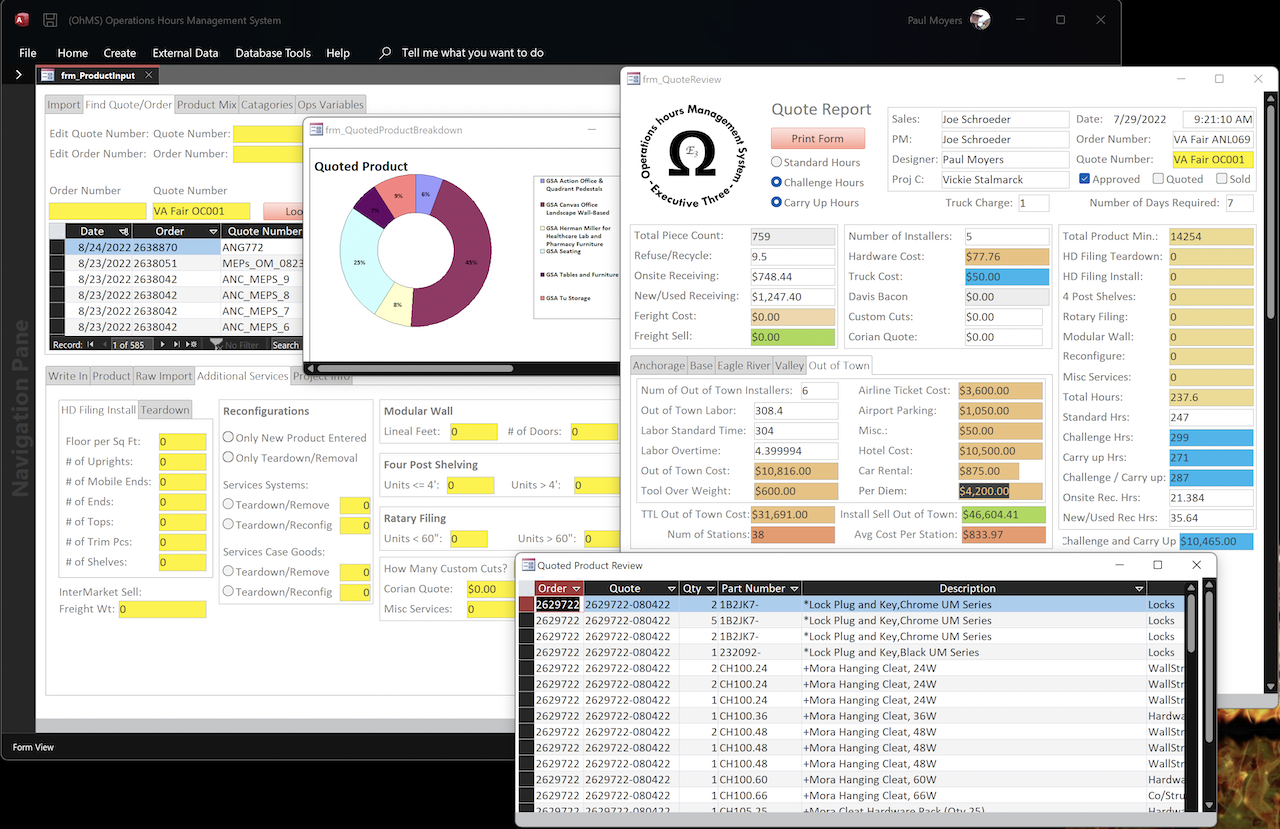 (OhMS) Operations Hours Management System
Paul Moyers
File Home Create External Data Database Tools Help Tell me what you want to do
frm_ProductInput
Import Find Quote/Order Product Mix Catagories Ops Variables
Edit Quote Number: Quote Number:
Edit Order Number: Order Number:
Order Number Quote Number
VA Fair OC001
Date Order Quote Number
8/24/2022 2638870 ANG772
8/23/2022 2638051 MEPs_OM_0823
8/23/2022 2638042 ANC_MEPS_9
8/23/2022 2638042 ANC_MEPS_8
8/23/2022 2638042 ANC_MEPS_7
8/23/2022 2638042 ANC_MEPS_6
Record: 1 of 585 No Filter Search
Write In Product Raw Import Additional Services Project Info
HD Filing Install Teardown
Floor per Sq Ft: 0
# of Uprights: 0
# of Mobile Ends: 0
# of Ends: 0
# of Tops: 0
# of Trim Pcs: 0
# of Shelves: 0
InterMarket Sell:
Freight Wt: 0
Reconfigurations
Only New Product Entered
Only Teardown/Removal
Services Systems:
Teardown/Remove 0
Teardown/Reconfig 0
Services Case Goods:
Teardown/Remove 0
Teardown/Reconfig 0
Modular Wall
Lineal Feet: 0 # of Doors: 0
Four Post Shelving
Units <= 4': 0 Units > 4': 0
Ratary Filing
Units < 60": 0 Units > 60": 0
How Many Custom Cuts?
Corian Quote: $0.00
Misc Services: 0
Navigation Pane
Form View
frm_QuotedProductBreakdown
Quoted Product
6%
45%
8%
25%
9%
GSA Action Office &
Quadrant Pedestals
GSA Canvas Office
Landscape Wall-Based
GSA Herman Miller for
Healthcare Lab and
Pharmacy Furniture
GSA Seating
GSA Tables and Furniture
GSA Tu Storage
frm_QuoteReview
Operations hours Management System
Ω
E3
-Executive Three-
Quote Report
Print Form
Standard Hours
Challenge Hours
Carry Up Hours
Sales: Joe Schroeder Date: 7/29/2022 9:21:10 AM
PM: Joe Schroeder Order Number: VA Fair ANL069
Designer: Paul Moyers Quote Number: VA Fair OC001
Proj C: Vickie Stalmarck Approved Quoted Sold
Truck Charge: 1 Number of Days Required: 7
Total Piece Count: 759
Refuse/Recycle: 9.5
Onsite Receiving: $748.44
New/Used Receiving: $1,247.40
Feright Cost: $0.00
Freight Sell: $0.00
Number of Installers: 5
Hardware Cost: $77.76
Truck Cost: $50.00
Davis Bacon $0.00
Custom Cuts: $0.00
Corian Quote: $0.00
Total Product Min.: 14254
HD Filing Teardown: 0
HD Filing Install: 0
4 Post Shelves: 0
Rotary Filing: 0
Modular Wall: 0
Reconfigure: 0
Misc Services: 0
Total Hours: 237.6
Standard Hrs: 247
Challenge Hrs: 299
Carry up Hrs: 271
Challenge / Carry up: 287
Onsite Rec. Hrs: 21.384
New/Used Rec Hrs: 35.64
Challenge and Carry Up $10,465.00
Anchorage Base Eagle River Valley Out of Town
Num of Out of Town Installers: 6 Airline Ticket Cost: $3,600.00
Out of Town Labor: 308.4 Airport Parking: $1,050.00
Labor Standard Time: 304 Misc.: $50.00
Labor Overtime: 4.399994 Hotel Cost: $10,500.00
Out of Town Cost: $10,816.00 Car Rental: $875.00
Tool Over Weight: $600.00 Per Diem: $4,200.00
TTL Out of Town Cost: $31,691.00 Install Sell Out of Town: $46,604.41
Num of Stations: 38 Avg Cost Per Station: $833.97
Quoted Product Review
Order Quote Qty Part Number Description
2629722 2629722-080422 2 1B2JK7- *Lock Plug and Key,Chrome UM Series Locks
2629722 2629722-080422 5 1B2JK7- *Lock Plug and Key,Chrome UM Series Locks
2629722 2629722-080422 2 1B2JK7- *Lock Plug and Key,Chrome UM Series Locks
2629722 2629722-080422 1 232092- *Lock Plug and Key,Black UM Series Locks
2629722 2629722-080422 2 CH100.24 +Mora Hanging Cleat, 24W WallStr
2629722 2629722-080422 2 CH100.24 +Mora Hanging Cleat, 24W WallStr
2629722 2629722-080422 1 CH100.24 +Mora Hanging Cleat, 24W WallStr
2629722 2629722-080422 1 CH100.36 +Mora Hanging Cleat, 36W Hardwa
2629722 2629722-080422 2 CH100.48 +Mora Hanging Cleat, 48W WallStr
2629722 2629722-080422 1 CH100.48 +Mora Hanging Cleat, 48W WallStr
2629722 2629722-080422 1 CH100.48 +Mora Hanging Cleat, 48W WallStr
2629722 2629722-080422 1 CH100.60 +Mora Hanging Cleat, 60W Hardwa
2629722 2629722-080422 1 CH100.66 +Mora Hanging Cleat, 66W Co/Stru
2629722 2629722-080422 1 CH105.25 +Mora Cleat Hardware Pack (Qty 25) Hardwa